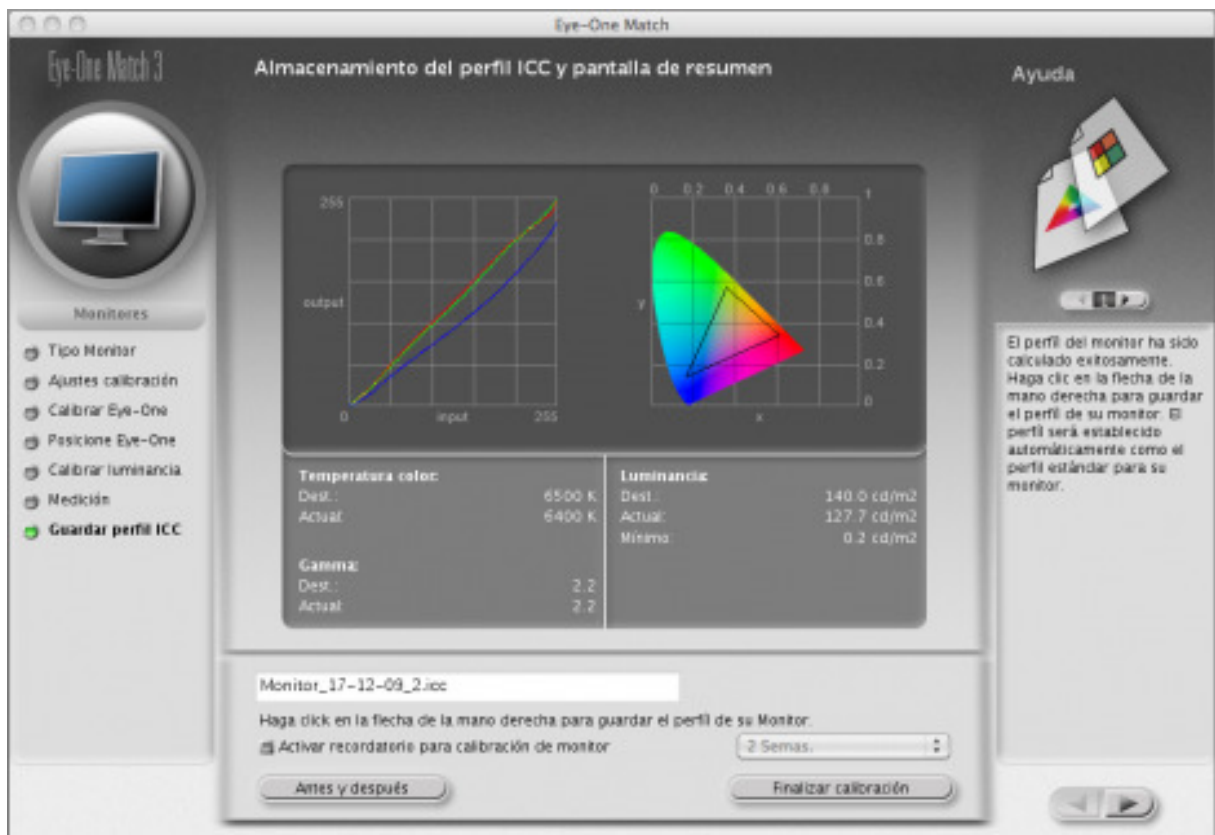 Eye-One Match
Eye-One Match 3
Almacenamiento del perfil ICC y pantalla de resumen
Ayuda
Monitores
Tipo Monitor
Ajustes calibración
Calibrar Eye-One
Posicione Eye-One
Calibrar luminancia
Medición
Guardar perfil ICC
255
output
0
input
255
0 0.2 0.4 0.6 0.8
1
0.8
0.6
0.4
0.2
0
y
x
Temperatura color:
Dest.: 6500 K
Actual: 6400 K
Gamma:
Dest.: 2.2
Actual: 2.2
Luminancia:
Dest.: 140.0 cd/m2
Actual: 127.7 cd/m2
Mínimo: 0.2 cd/m2
Monitor_17-12-09_2.icc
Haga click en la flecha de la mano derecha para guardar el perfil de su Monitor.
Activar recordatorio para calibración de monitor
2 Semas.
Antes y después
Finalizar calibración
1
El perfil del monitor ha sido
calculado exitosamente.
Haga clic en la flecha de la
mano derecha para guardar
el perfil de su monitor. El
perfil será establecido
automáticamente como el
perfil estándar para su
monitor.